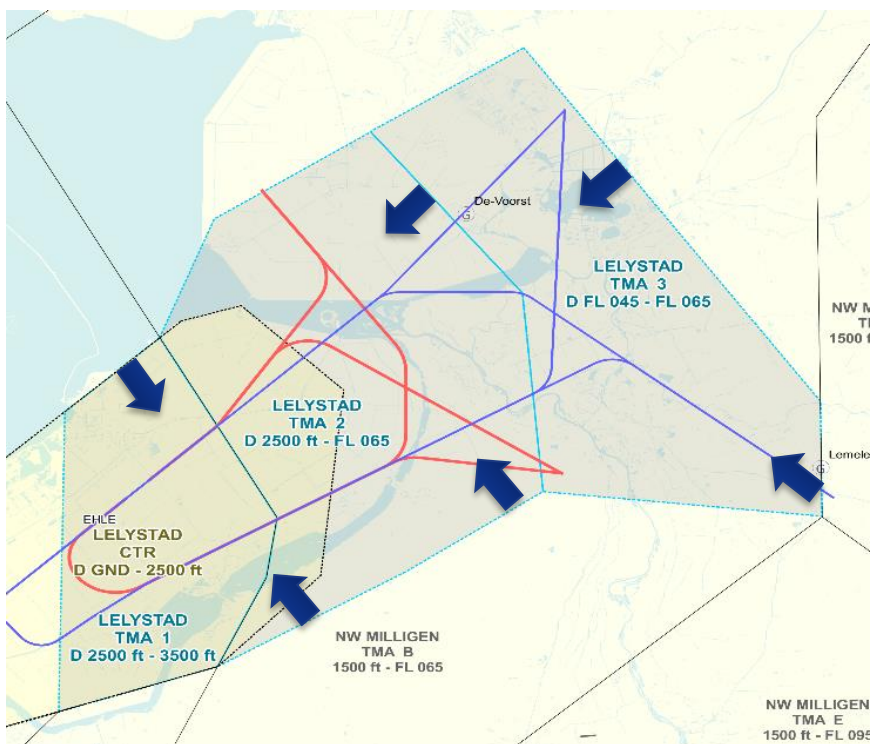 De-Voorst
G
LELYSTAD
TMA 3
D FL 045 - FL 065
NW M
1500 f
LELYSTAD
TMA 2
D 2500 ft - FL 065
Lemele
G
EHLE
LELYSTAD
CTR
D GND - 2500 ft
LELYSTAD
TMA 1
D 2500 ft - 3500 ft
NW MILLIGEN
TMA B
1500 ft - FL 065
NW MILLIGEN
TMA E
1500 ft - FL 095